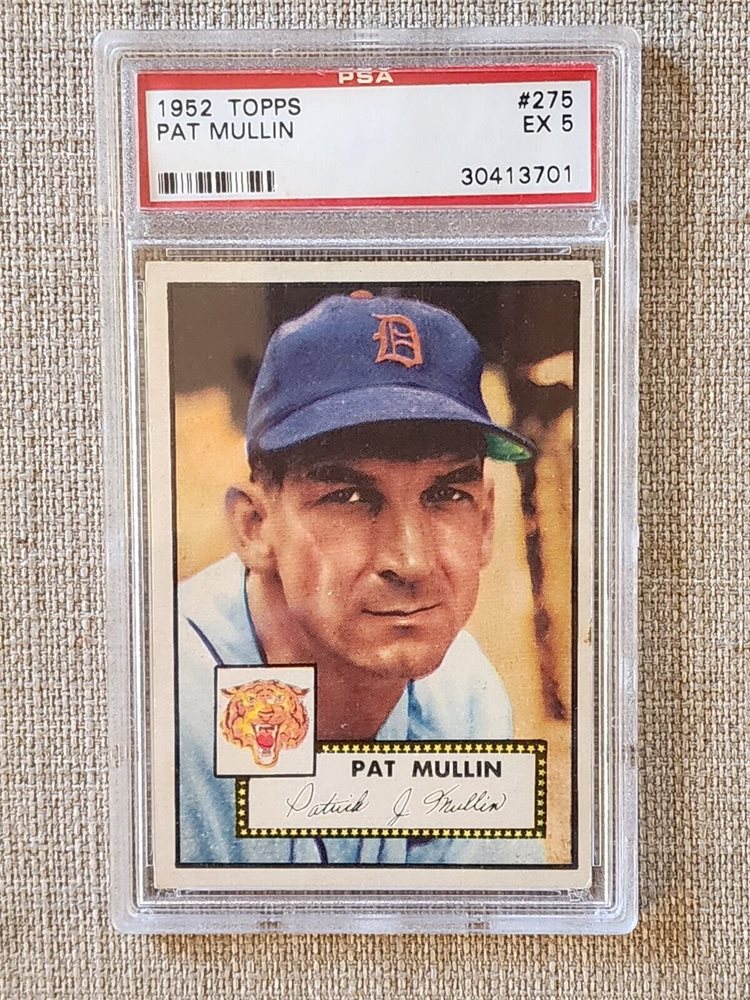 PSA
1952 TOPPS #275
PAT MULLIN EX 5
30413701
D
PAT MULLIN
Patrick J. Mullin